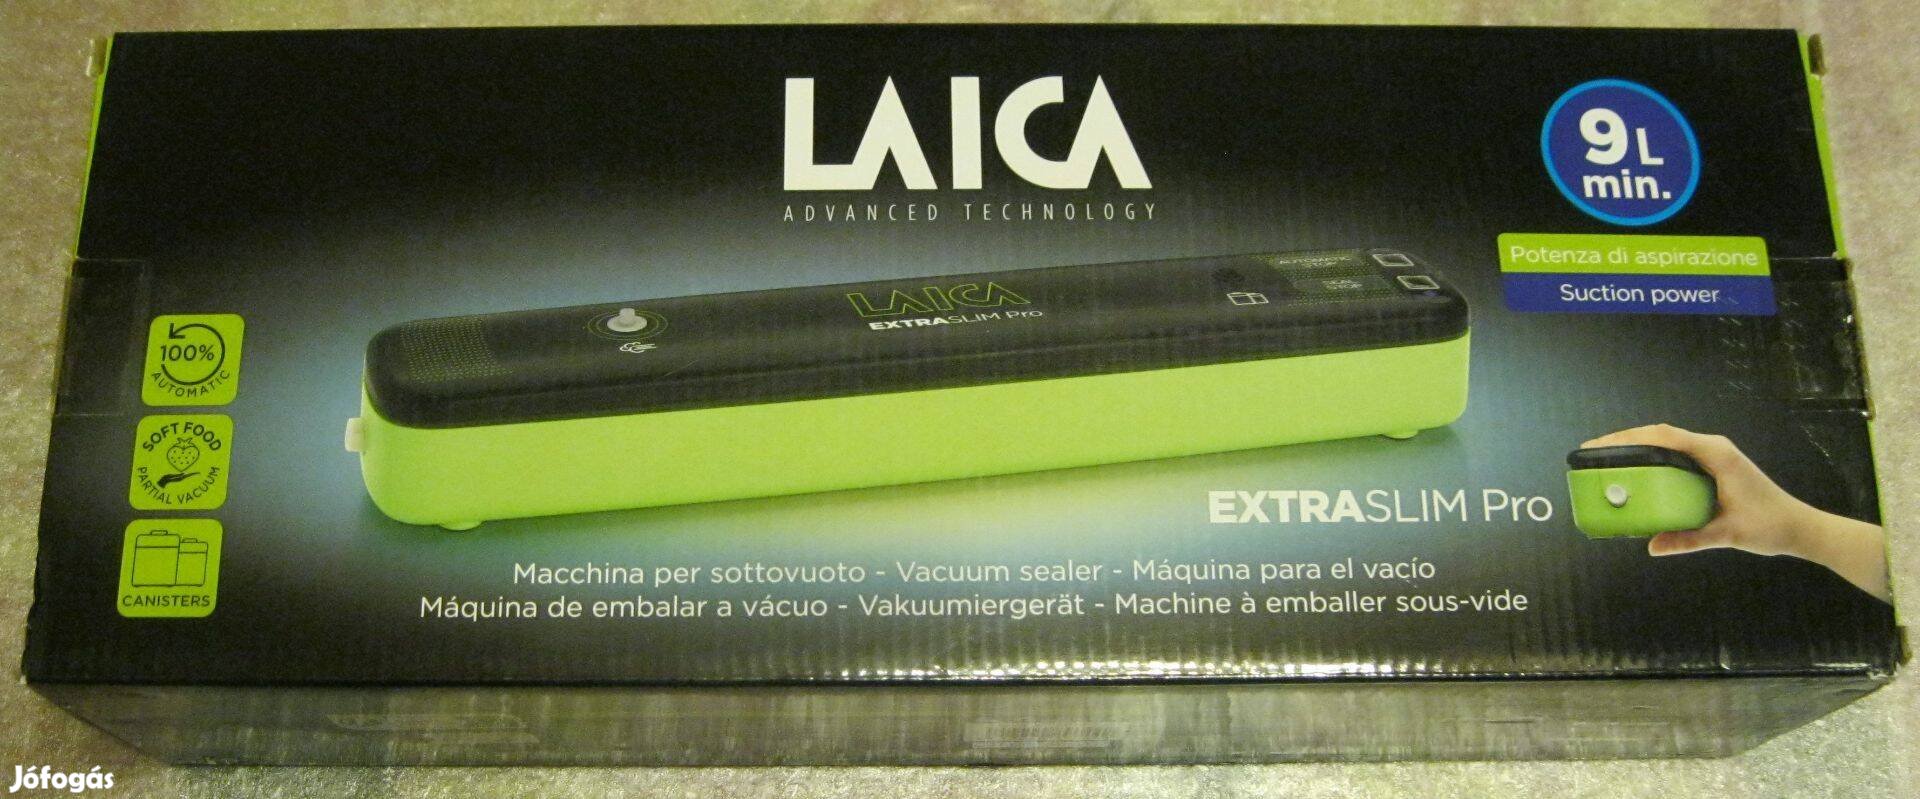 LAICA
ADVANCED TECHNOLOGY
9L
min.
Potenza di aspirazione
Suction power
100%
AUTOMATIC
SOFT FOOD
PARTIAL VACUUM
CANISTERS
LAICA
EXTRASLIM Pro
AUTOMATIC
STOP
EXTRASLIM Pro
Macchina per sottovuoto - Vacuum sealer - Máquina para el vacío
Máquina de embalar a vácuo - Vakuumiergerät - Machine à emballer sous-vide
Jófogás